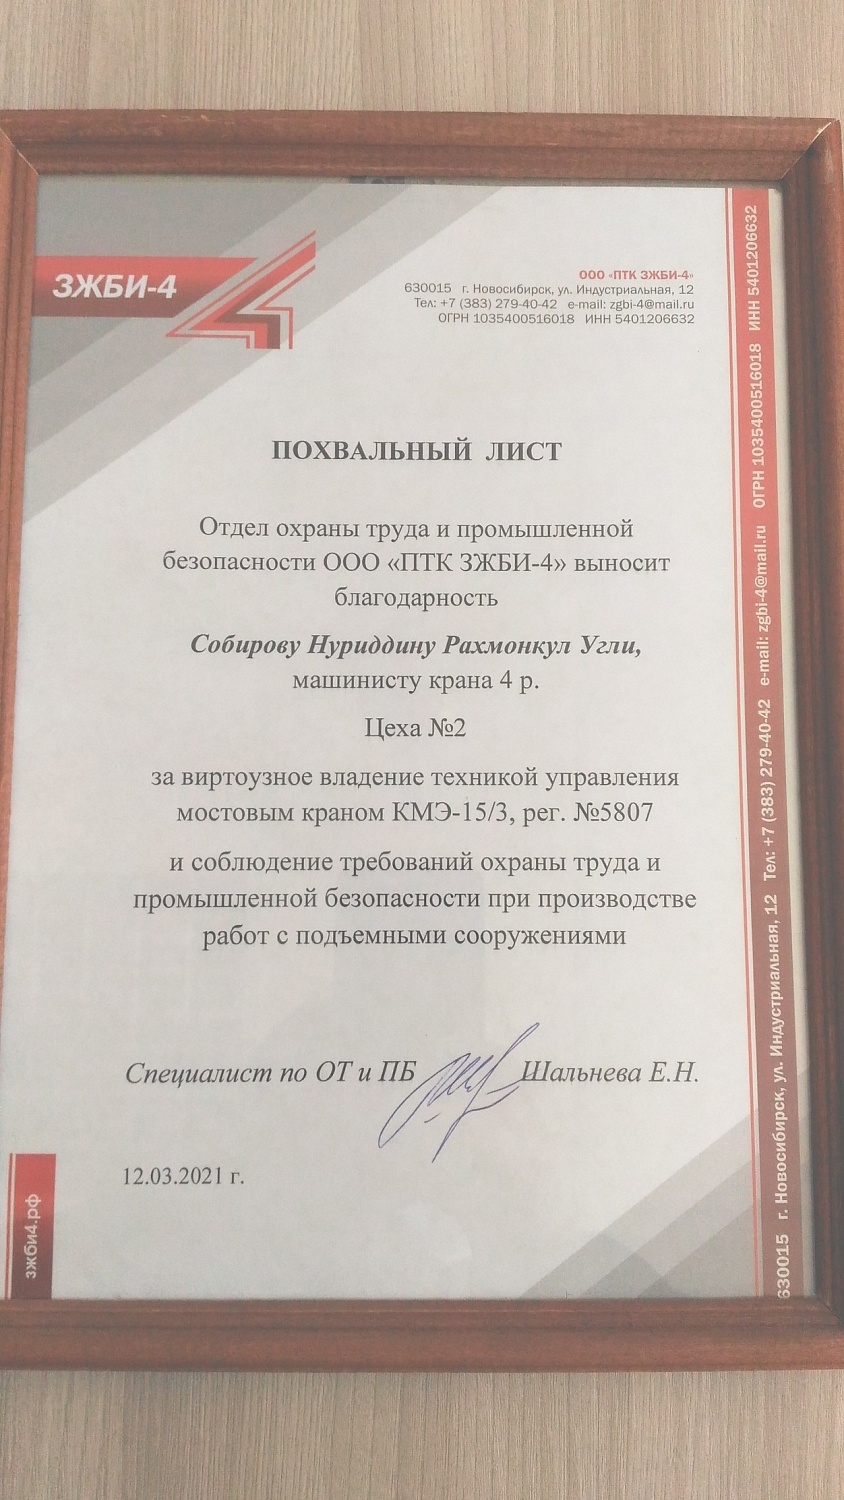 ЗЖБИ-4
ООО «ПТК ЗЖБИ-4»
630015 г. Новосибирск, ул. Индустриальная, 12
Тел: +7 (383) 279-40-42 e-mail: zgbi-4@mail.ru
ОГРН 1035400516018 ИНН 5401206632
ПОХВАЛЬНЫЙ ЛИСТ
Отдел охраны труда и промышленной
безопасности ООО «ПТК ЗЖБИ-4» выносит
благодарность
Собирову Нуриддину Рахмонкул Угли,
машинисту крана 4 р.
Цеха №2
за виртоузное владение техникой управления
мостовым краном КМЭ-15/3, рег. №5807
и соблюдение требований охраны труда и
промышленной безопасности при производстве
работ с подъемными сооружениями
Специалист по ОТ и ПБ Шальнева Е.Н.
12.03.2021 г.
зжби4.рф
630015 г. Новосибирск, ул. Индустриальная, 12 Тел: +7 (383) 279-40-42 e-mail: zgbi-4@mail.ru ОГРН 1035400516018 ИНН 5401206632